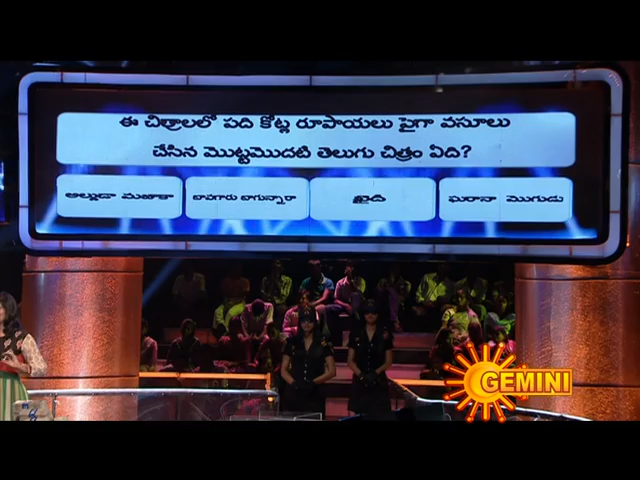 ఈ చిత్రాలలో పది కోట్ల రూపాయలు పైగా వసూలు
చేసిన మొట్టమొదటి తెలుగు చిత్రం ఏది?
అల్లుడా మజాకా
బావగారు బాగున్నారా
ఖైదీ
ఘరానా మొగుడు
GEMINI